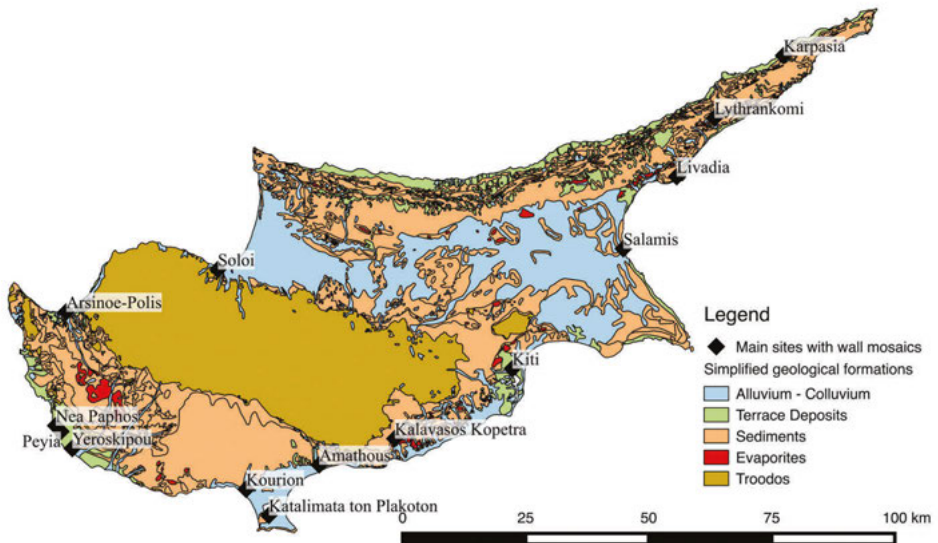 Karpasia
Lythrankomi
Livadia
Salamis
Soloi
Arsinoe-Polis
Kiti
Nea Paphos
Peyia
Yeroskipou
Kalavasos Kopetra
Amathous
Kourion
Katalimata ton Plakoton
Legend
Main sites with wall mosaics
Simplified geological formations
Alluvium - Colluvium
Terrace Deposits
Sediments
Evaporites
Troodos
0 25 50 75 100 km